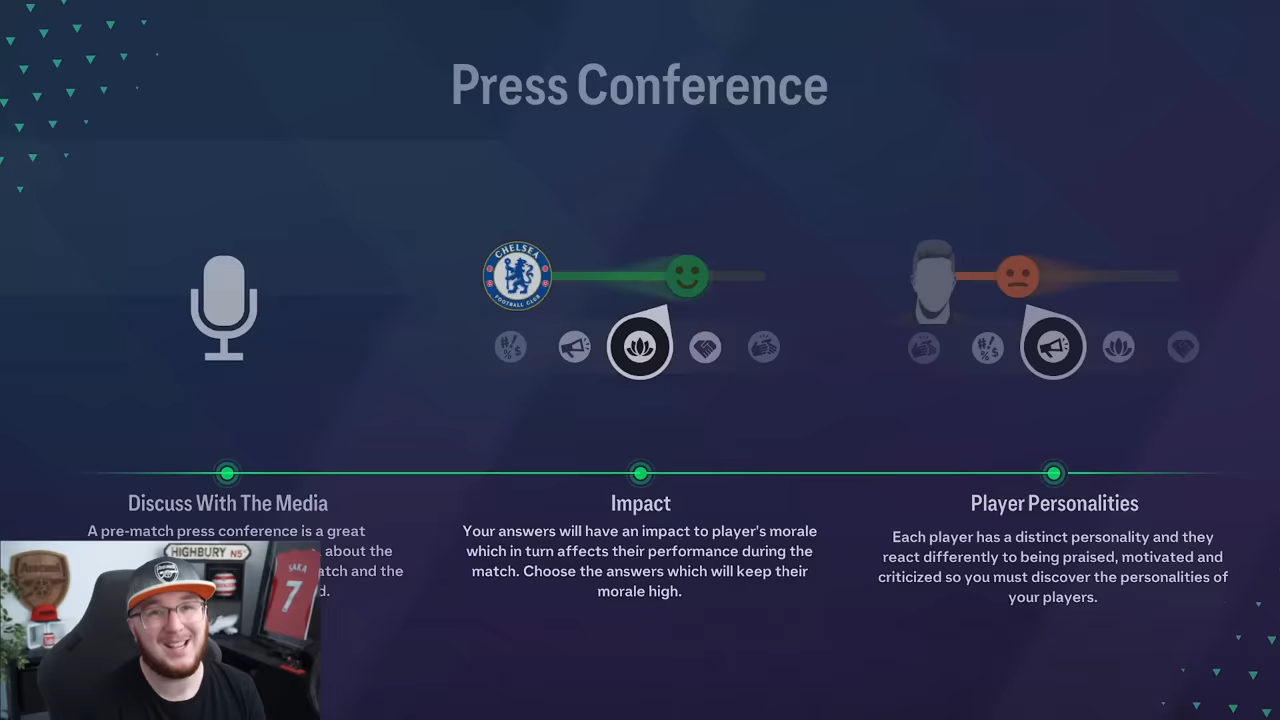 Press Conference
CHELSEA
FOOTBALL CLUB
Discuss With The Media
A pre-match press conference is a great
about the
atch and the
d.
Impact
Your answers will have an impact to player's morale
which in turn affects their performance during the
match. Choose the answers which will keep their
morale high.
Player Personalities
Each player has a distinct personality and they
react differently to being praised, motivated and
criticized so you must discover the personalities of
your players.
HIGHBURY N5
Arsenal
SAKA
7